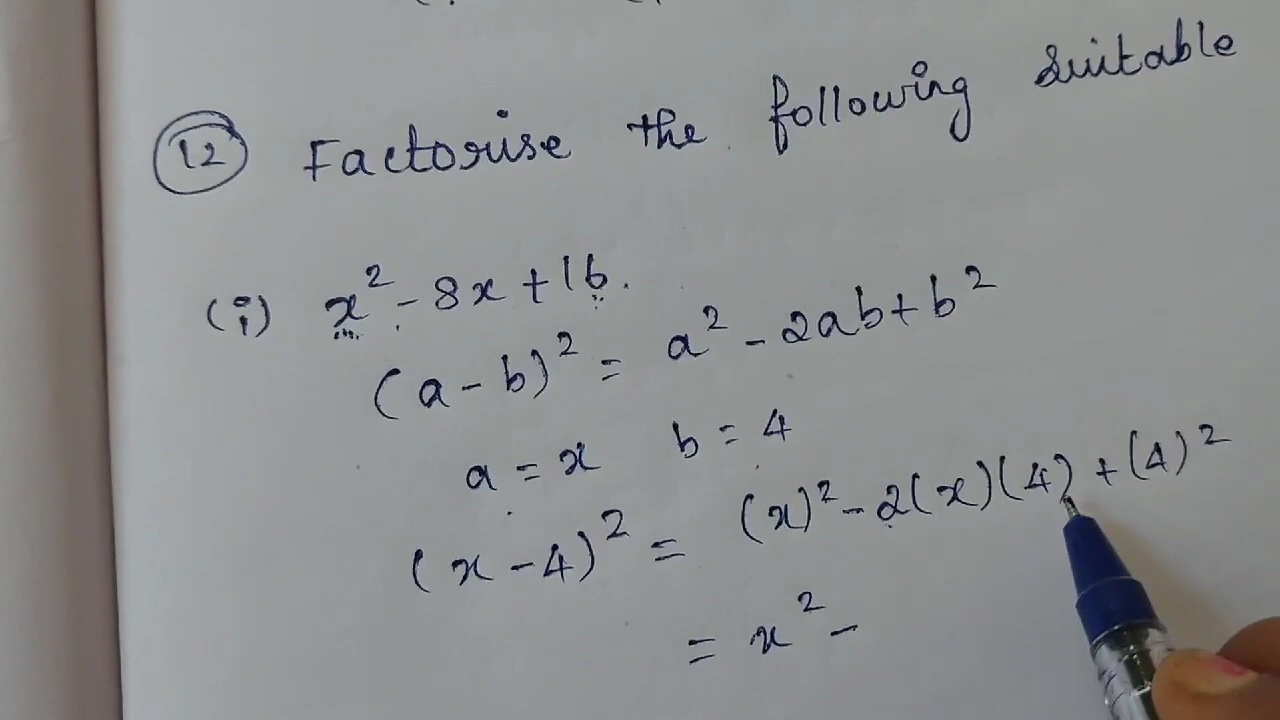 12 Factorise the following suitable
(i) x² - 8x + 16.
(a - b)² = a² - 2ab + b²
a = x b = 4
(x - 4)² = (x)² - 2(x)(4) + (4)²
= x² -